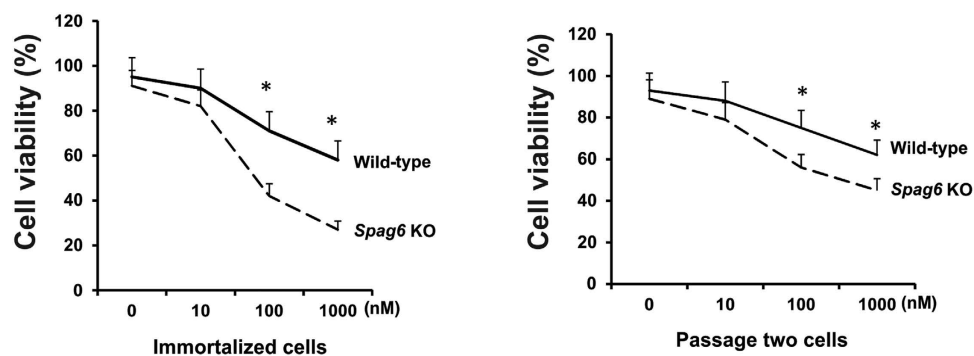 Cell viability (%)
120
100
80
60
40
20
0
*
*
Wild-type
Spag6 KO
0 10 100 1000 (nM)
Immortalized cells
Cell viability (%)
120
100
80
60
40
20
0
*
*
Wild-type
Spag6 KO
0 10 100 1000 (nM)
Passage two cells